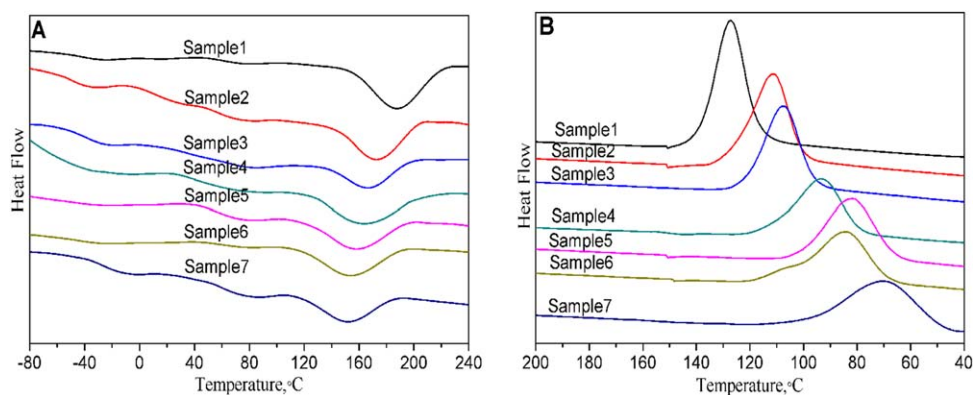 A
Heat Flow
Sample1
Sample2
Sample3
Sample4
Sample5
Sample6
Sample7
-80 -40 0 40 80 120 160 200 240
Temperature,°C
B
Heat Flow
Sample1
Sample2
Sample3
Sample4
Sample5
Sample6
Sample7
200 180 160 140 120 100 80 60 40
Temperature,°C